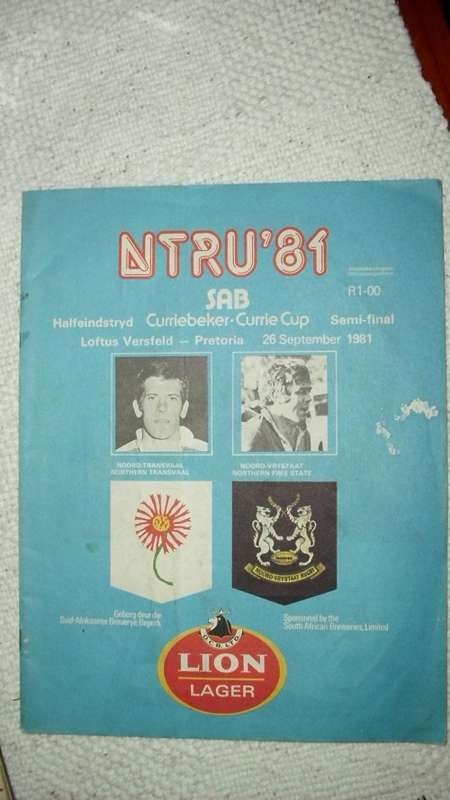 NTRU'81
R1-00
SAB
Halfeindstryd Curriebeker-Currie Cup Semi-final
Loftus Versfeld — Pretoria 26 September 1981
NOORD-TRANSVAAL
NORTHERN TRANSVAAL
NOORD-VRYSTAAT
NORTHERN FREE STATE
NOORD-VRYSTAAT RUGBY
Geborg deur die
Suid-Afrikaanse Brouerye Beperk
Sponsored by the
South African Breweries, Limited
O.C.B. LTD
LION
LAGER